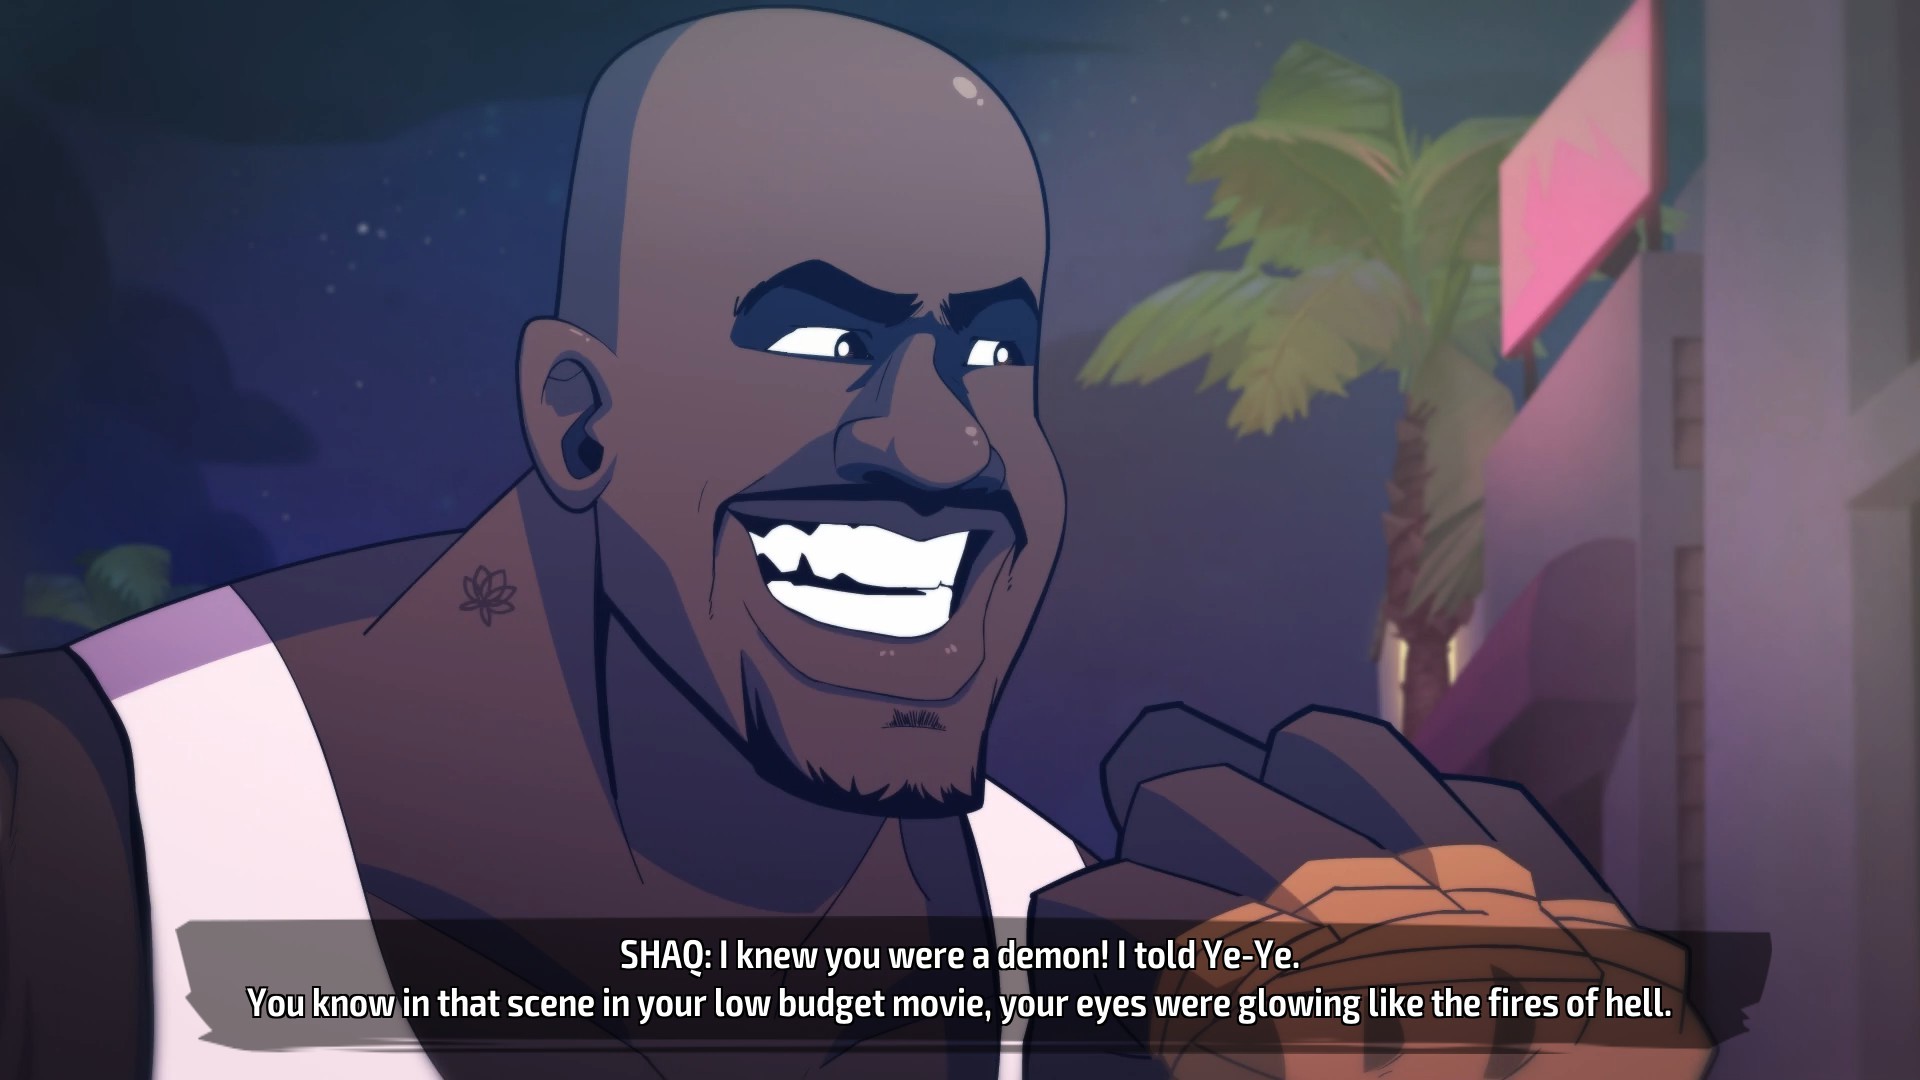 SHAQ: I knew you were a demon! I told Ye-Ye.
You know in that scene in your low budget movie, your eyes were glowing like the fires of hell.